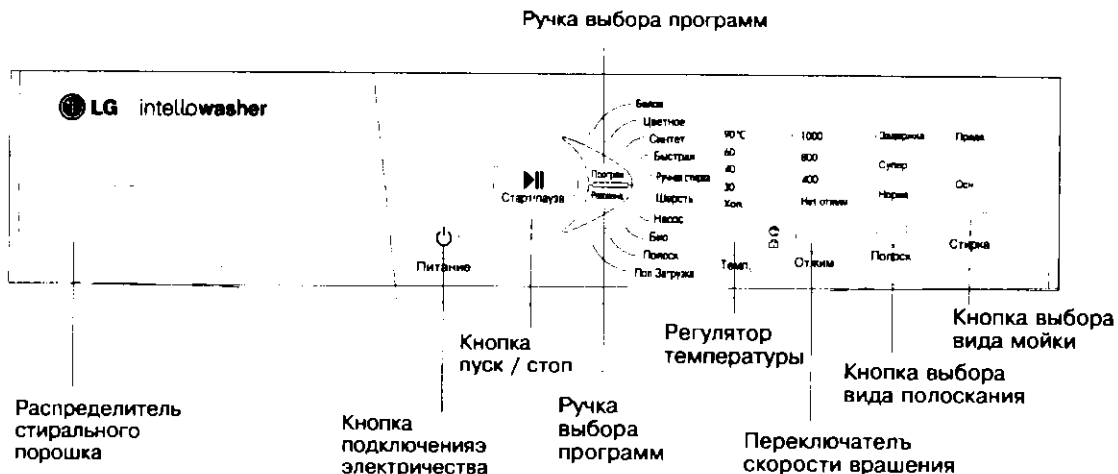 Ручка выбора программ
LG intellowasher
Белое
Цветное
Синтет
Быстрая
Ручная стирка
Шерсть
Насос
Био
Полоск
Пол Загрузка
Програм
Старт/пауза
Питание
90°C
60
40
30
Хол.
Темп.
1000
800
400
Нет отжим
Отжим
Задержка
Супер
Норма
Полоск
Предв
Осн
Стирка
Распределитель
стирального
порошка
Кнопка
подключенияэ
электричества
Кнопка
пуск / стоп
Ручка
выбора
программ
Регулятор
температуры
Переключатель
скорости вращения
Кнопка выбора
вида полоскания
Кнопка выбора
вида мойки